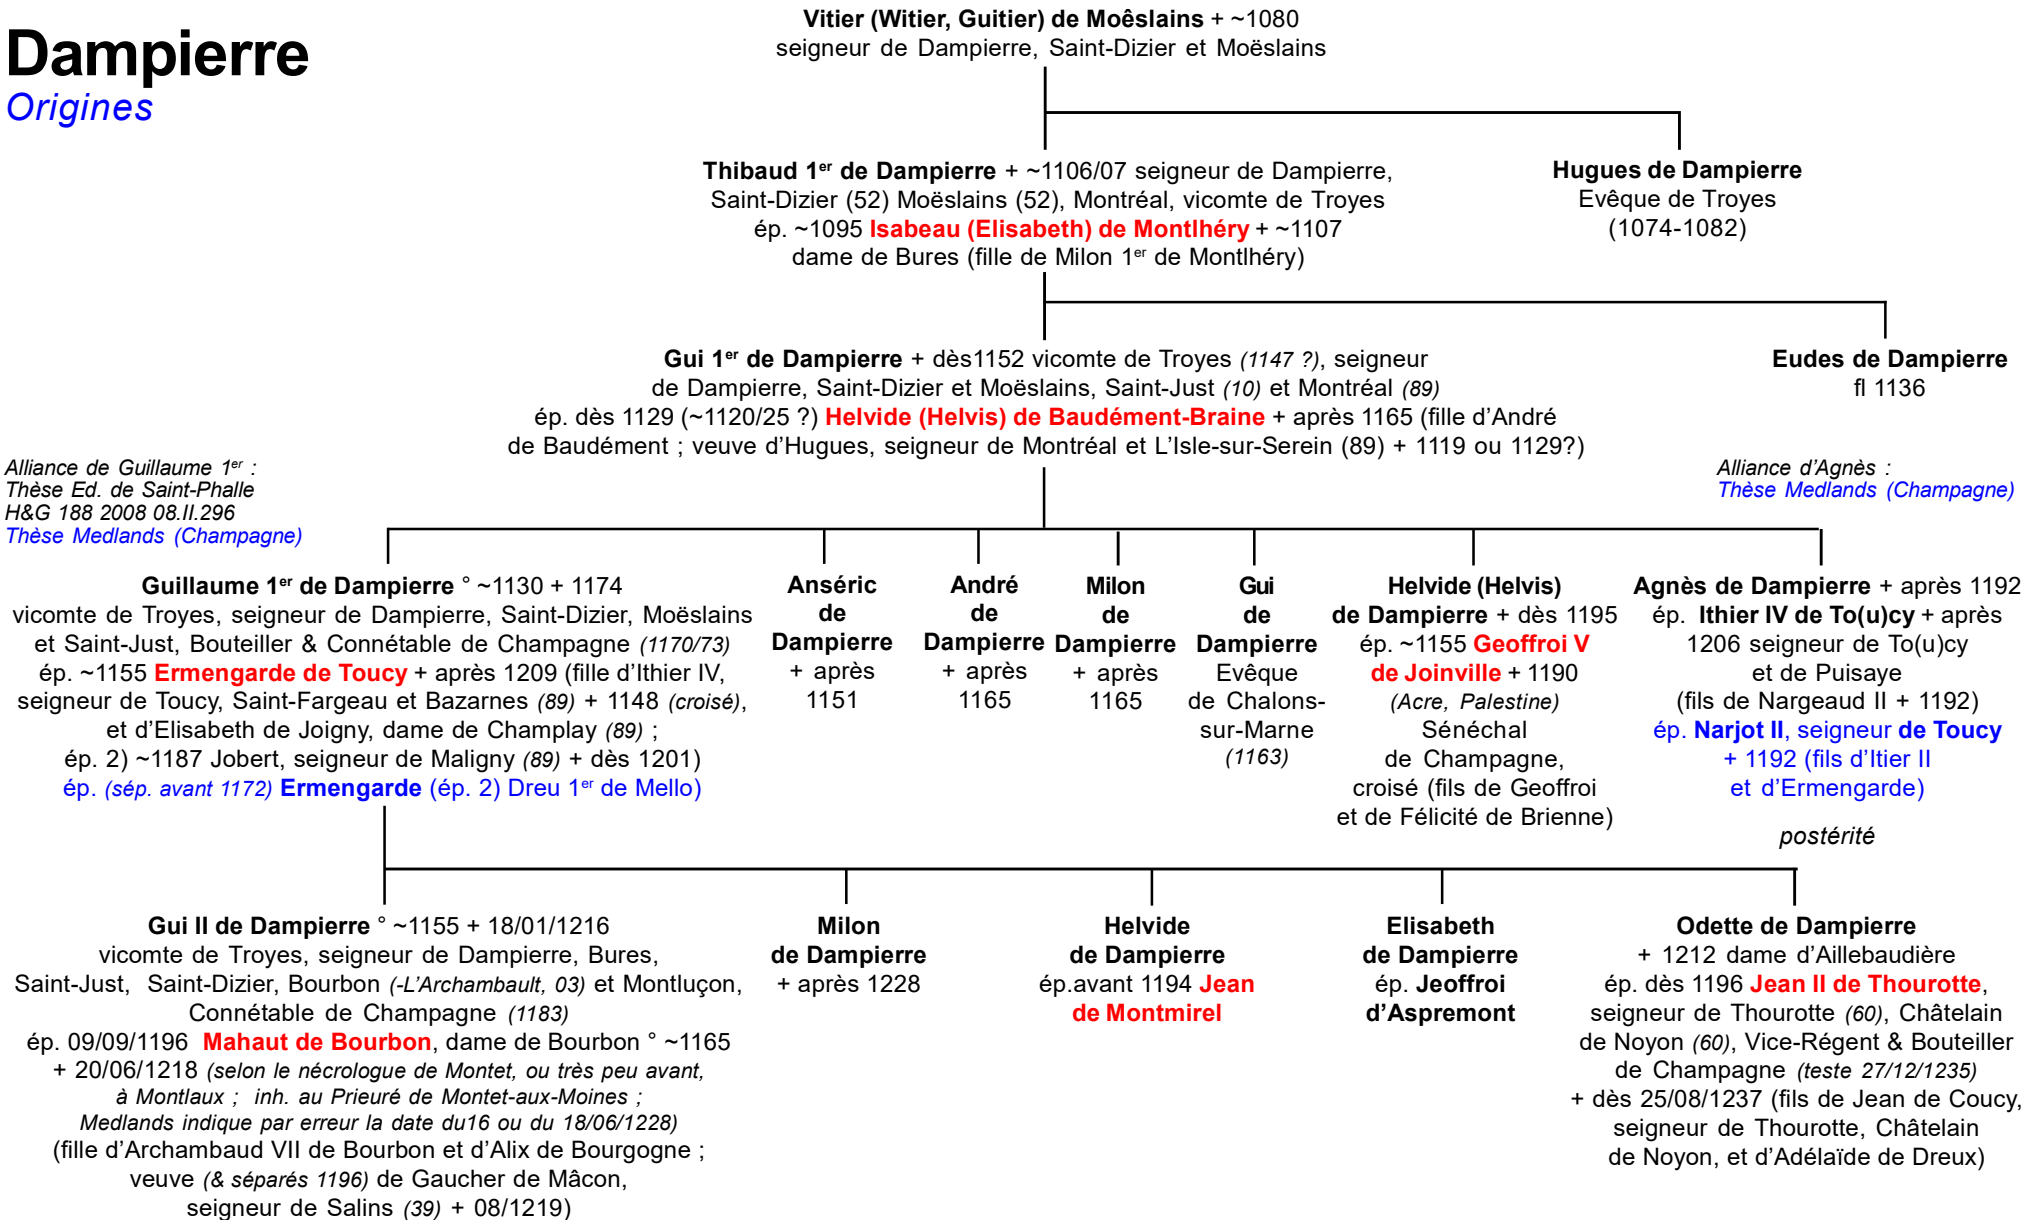 Dampierre
Origines
Vitier (Witier, Guitier) de Moêslains + ~1080
seigneur de Dampierre, Saint-Dizier et Moëslains
Thibaud 1er de Dampierre + ~1106/07 seigneur de Dampierre,
Saint-Dizier (52) Moëslains (52), Montréal, vicomte de Troyes
ép. ~1095 Isabeau (Elisabeth) de Montlhéry + ~1107
dame de Bures (fille de Milon 1er de Montlhéry)
Hugues de Dampierre
Evêque de Troyes
(1074-1082)
Gui 1er de Dampierre + dès1152 vicomte de Troyes (1147 ?), seigneur
de Dampierre, Saint-Dizier et Moëslains, Saint-Just (10) et Montréal (89)
ép. dès 1129 (~1120/25 ?) Helvide (Helvis) de Baudément-Braine + après 1165 (fille d'André
de Baudément ; veuve d'Hugues, seigneur de Montréal et L'Isle-sur-Serein (89) + 1119 ou 1129?)
Eudes de Dampierre
fl 1136
Alliance de Guillaume 1er :
Thèse Ed. de Saint-Phalle
H&G 188 2008 08.II.296
Thèse Medlands (Champagne)
Alliance d'Agnès :
Thèse Medlands (Champagne)
Guillaume 1er de Dampierre ° ~1130 + 1174
vicomte de Troyes, seigneur de Dampierre, Saint-Dizier, Moëslains
et Saint-Just, Bouteiller & Connétable de Champagne (1170/73)
ép. ~1155 Ermengarde de Toucy + après 1209 (fille d'Ithier IV,
seigneur de Toucy, Saint-Fargeau et Bazarnes (89) + 1148 (croisé),
et d'Elisabeth de Joigny, dame de Champlay (89) ;
ép. 2) ~1187 Jobert, seigneur de Maligny (89) + dès 1201)
ép. (sép. avant 1172) Ermengarde (ép. 2) Dreu 1er de Mello)
Anséric
de
Dampierre
+ après
1151
André
de
Dampierre
+ après
1165
Milon
de
Dampierre
+ après
1165
Gui
de
Dampierre
Evêque
de Chalons-
sur-Marne
(1163)
Helvide (Helvis)
de Dampierre + dès 1195
ép. ~1155 Geoffroi V
de Joinville + 1190
(Acre, Palestine)
Sénéchal
de Champagne,
croisé (fils de Geoffroi
et de Félicité de Brienne)
Agnès de Dampierre + après 1192
ép. Ithier IV de To(u)cy + après
1206 seigneur de To(u)cy
et de Puisaye
(fils de Nargeaud II + 1192)
ép. Narjot II, seigneur de Toucy
+ 1192 (fils d'Itier II
et d'Ermengarde)
postérité
Gui II de Dampierre ° ~1155 + 18/01/1216
vicomte de Troyes, seigneur de Dampierre, Bures,
Saint-Just, Saint-Dizier, Bourbon (-L'Archambault, 03) et Montluçon,
Connétable de Champagne (1183)
ép. 09/09/1196 Mahaut de Bourbon, dame de Bourbon ° ~1165
+ 20/06/1218 (selon le nécrologue de Montet, ou très peu avant,
à Montlaux ; inh. au Prieuré de Montet-aux-Moines ;
Medlands indique par erreur la date du16 ou du 18/06/1228)
(fille d'Archambaud VII de Bourbon et d'Alix de Bourgogne ;
veuve (& séparés 1196) de Gaucher de Mâcon,
seigneur de Salins (39) + 08/1219)
Milon
de Dampierre
+ après 1228
Helvide
de Dampierre
ép.avant 1194 Jean
de Montmirel
Elisabeth
de Dampierre
ép. Jeoffroi
d'Aspremont
Odette de Dampierre
+ 1212 dame d'Aillebaudière
ép. dès 1196 Jean II de Thourotte,
seigneur de Thourotte (60), Châtelain
de Noyon (60), Vice-Régent & Bouteiller
de Champagne (teste 27/12/1235)
+ dès 25/08/1237 (fils de Jean de Coucy,
seigneur de Thourotte, Châtelain
de Noyon, et d'Adélaïde de Dreux)